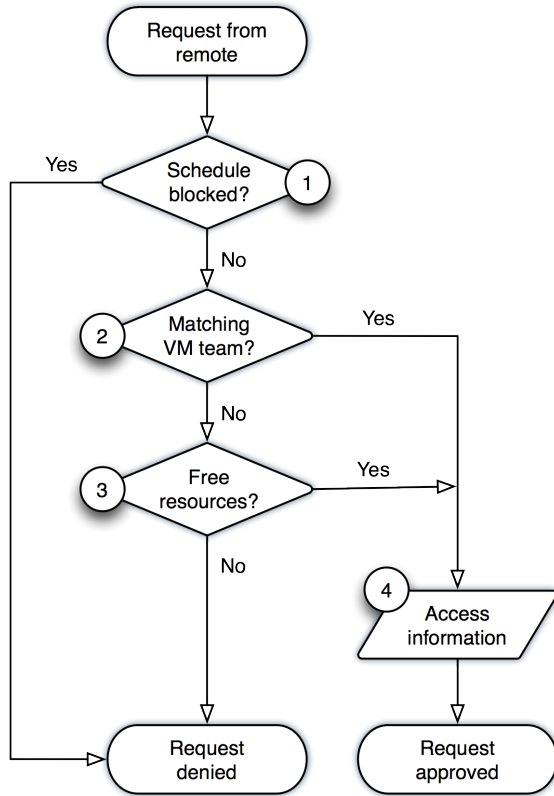 Request from
remote
Yes
Schedule
blocked?
1
No
2
Matching
VM team?
Yes
No
3
Free
resources?
Yes
No
4
Access
information
Request
denied
Request
approved